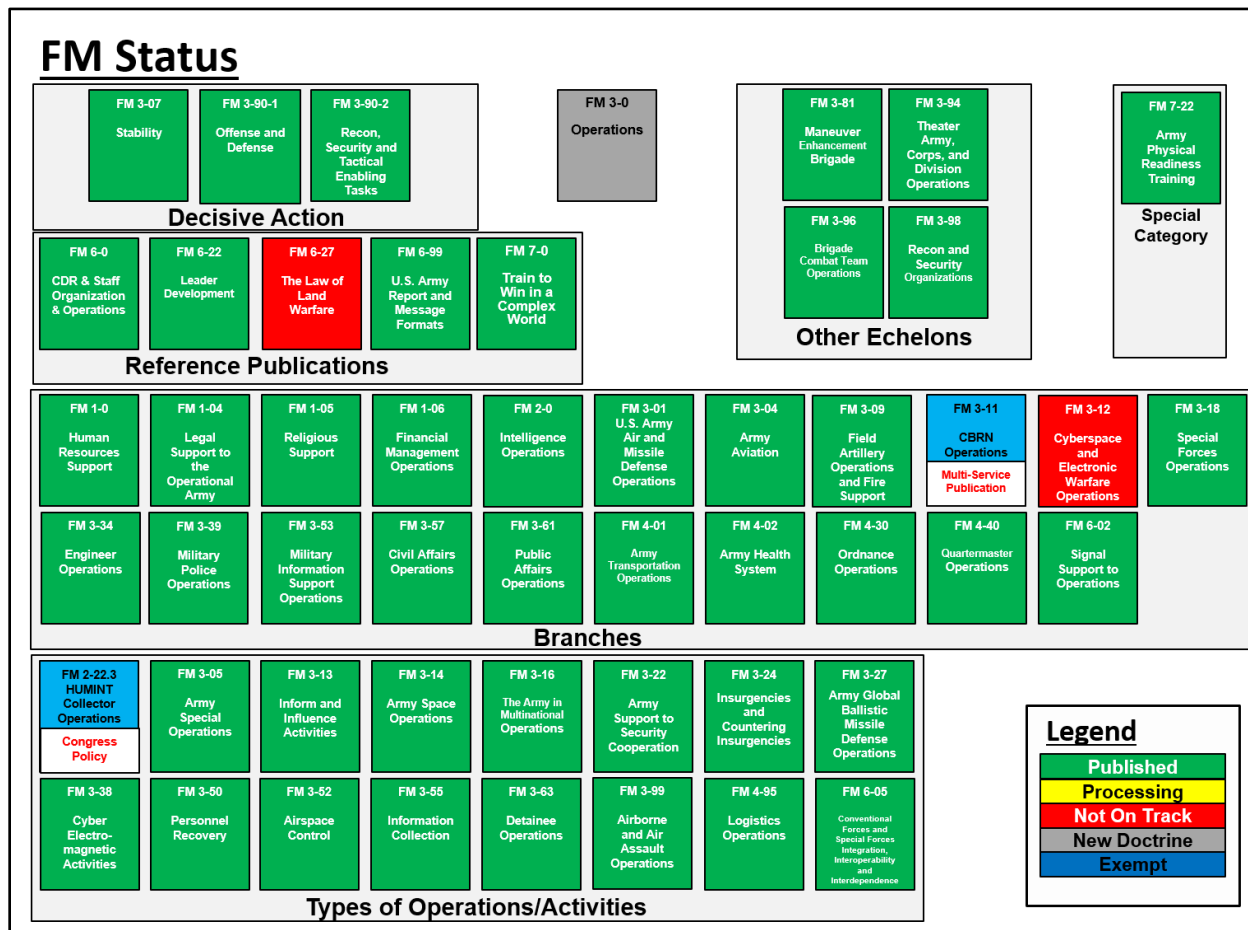 FM Status
FM 3-07
Stability
FM 3-90-1
Offense and
Defense
FM 3-90-2
Recon,
Security and
Tactical
Enabling
Tasks
Decisive Action
FM 3-0
Operations
FM 3-81
Maneuver
Enhancement
Brigade
FM 3-94
Theater
Army,
Corps, and
Division
Operations
FM 3-96
Brigade
Combat Team
Operations
FM 3-98
Recon and
Security
Organizations
Other Echelons
FM 7-22
Army
Physical
Readiness
Training
Special
Category
FM 6-0
CDR & Staff
Organization
& Operations
FM 6-22
Leader
Development
FM 6-27
The Law of
Land
Warfare
FM 6-99
U.S. Army
Report and
Message
Formats
FM 7-0
Train to
Win in a
Complex
World
Reference Publications
FM 1-0
Human
Resources
Support
FM 1-04
Legal
Support to
the
Operational
Army
FM 1-05
Religious
Support
FM 1-06
Financial
Management
Operations
FM 2-0
Intelligence
Operations
FM 3-01
U.S. Army
Air and
Missile
Defense
Operations
FM 3-04
Army
Aviation
FM 3-09
Field
Artillery
Operations
and Fire
Support
FM 3-11
CBRN
Operations
Multi-Service
Publication
FM 3-12
Cyberspace
and
Electronic
Warfare
Operations
FM 3-18
Special
Forces
Operations
FM 3-34
Engineer
Operations
FM 3-39
Military
Police
Operations
FM 3-53
Military
Information
Support
Operations
FM 3-57
Civil Affairs
Operations
FM 3-61
Public
Affairs
Operations
FM 4-01
Army
Transportation
Operations
FM 4-02
Army Health
System
FM 4-30
Ordnance
Operations
FM 4-40
Quartermaster
Operations
FM 6-02
Signal
Support to
Operations
Branches
FM 2-22.3
HUMINT
Collector
Operations
Congress
Policy
FM 3-05
Army
Special
Operations
FM 3-13
Inform and
Influence
Activities
FM 3-14
Army Space
Operations
FM 3-16
The Army in
Multinational
Operations
FM 3-22
Army
Support to
Security
Cooperation
FM 3-24
Insurgencies
and
Countering
Insurgencies
FM 3-27
Army Global
Ballistic
Missile
Defense
Operations
FM 3-38
Cyber
Electro-
magnetic
Activities
FM 3-50
Personnel
Recovery
FM 3-52
Airspace
Control
FM 3-55
Information
Collection
FM 3-63
Detainee
Operations
FM 3-99
Airborne
and Air
Assault
Operations
FM 4-95
Logistics
Operations
FM 6-05
Conventional
Forces and
Special Forces
Integration,
Interoperability
and
Interdependence
Types of Operations/Activities
Legend
Published
Processing
Not On Track
New Doctrine
Exempt